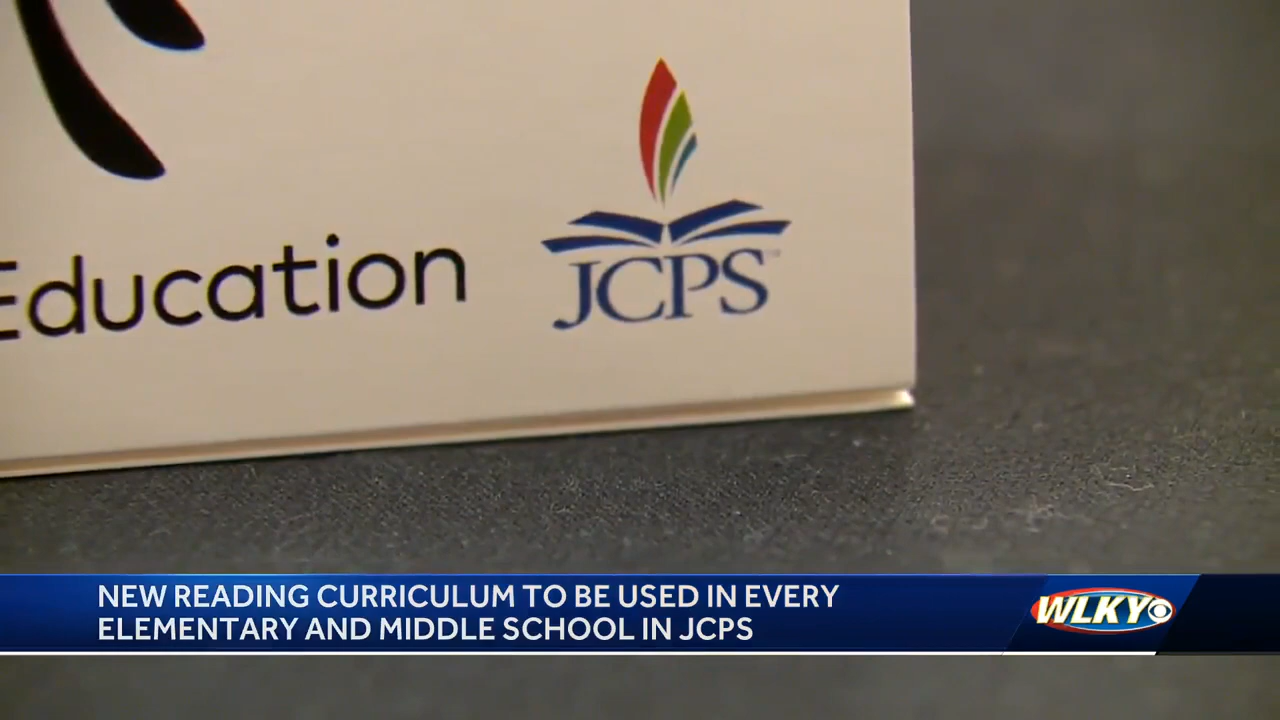 Education
JCPS
NEW READING CURRICULUM TO BE USED IN EVERY
ELEMENTARY AND MIDDLE SCHOOL IN JCPS
WLKY